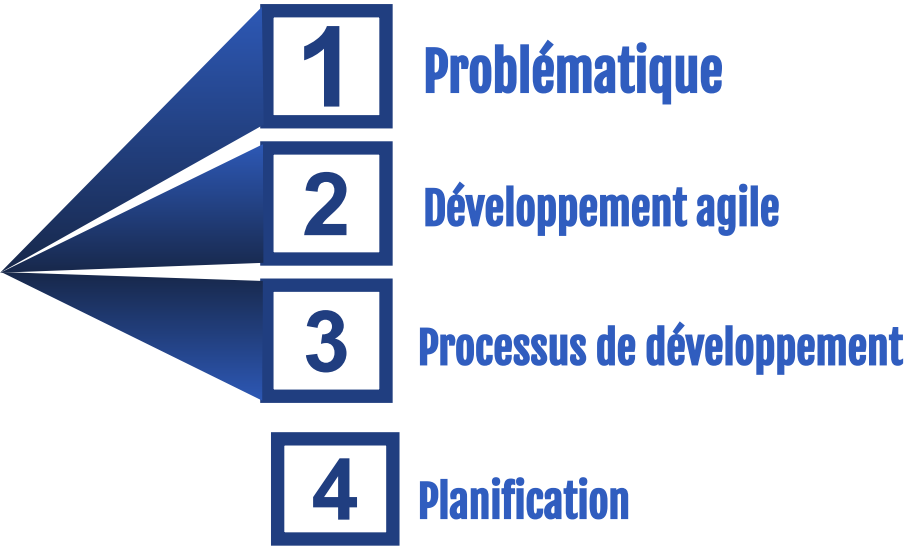 1 Problématique
2 Développement agile
3 Processus de développement
4 Planification